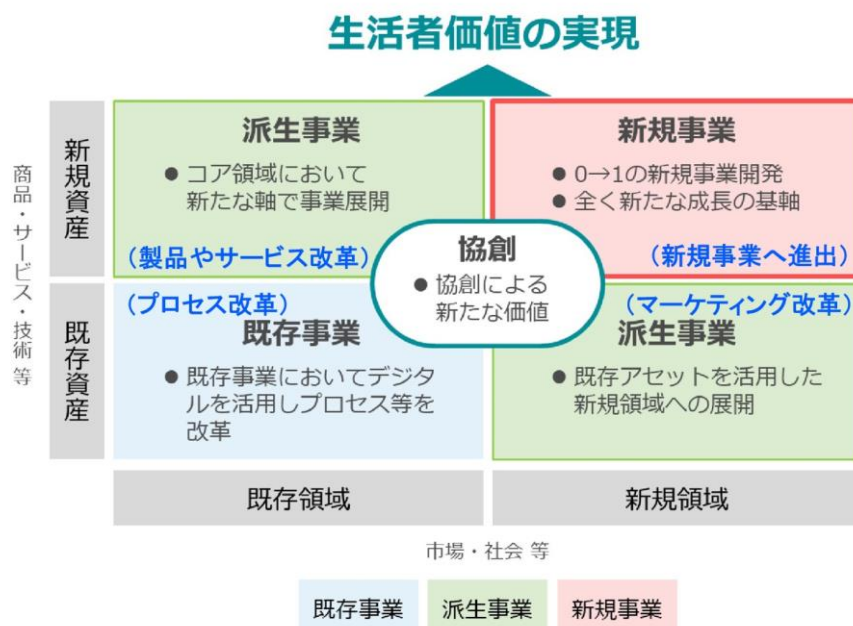 生活者価値の実現
商品・サービス・技術 等
新規資産
派生事業
● コア領域において
新たな軸で事業展開
(製品やサービス改革)
新規事業
● 0→1の新規事業開発
● 全く新たな成長の基軸
(新規事業へ進出)
協創
● 協創による
新たな価値
既存資産
(プロセス改革)
既存事業
● 既存事業においてデジタ
ルを活用しプロセス等を
改革
(マーケティング改革)
派生事業
● 既存アセットを活用した
新規領域への展開
既存領域
新規領域
市場・社会 等
既存事業
派生事業
新規事業